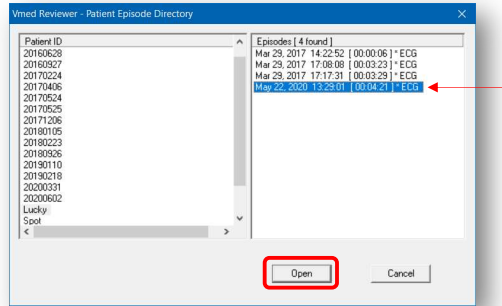 Vmed Reviewer - Patient Episode Directory
Patient ID
20160628
20160927
20170224
20170406
20170524
20170525
20171206
20180105
20180223
20180926
20190110
20190218
20200331
20200602
Lucky
Spot
Episodes [ 4 found ]
Mar 29, 2017 14:22:52 [ 00:00:06 ] * ECG
Mar 29, 2017 17:08:08 [ 00:03:23 ] * ECG
Mar 29, 2017 17:17:31 [ 00:03:29 ] * ECG
May 22, 2020 13:29:01 [ 00:04:21 ] * ECG
Open
Cancel